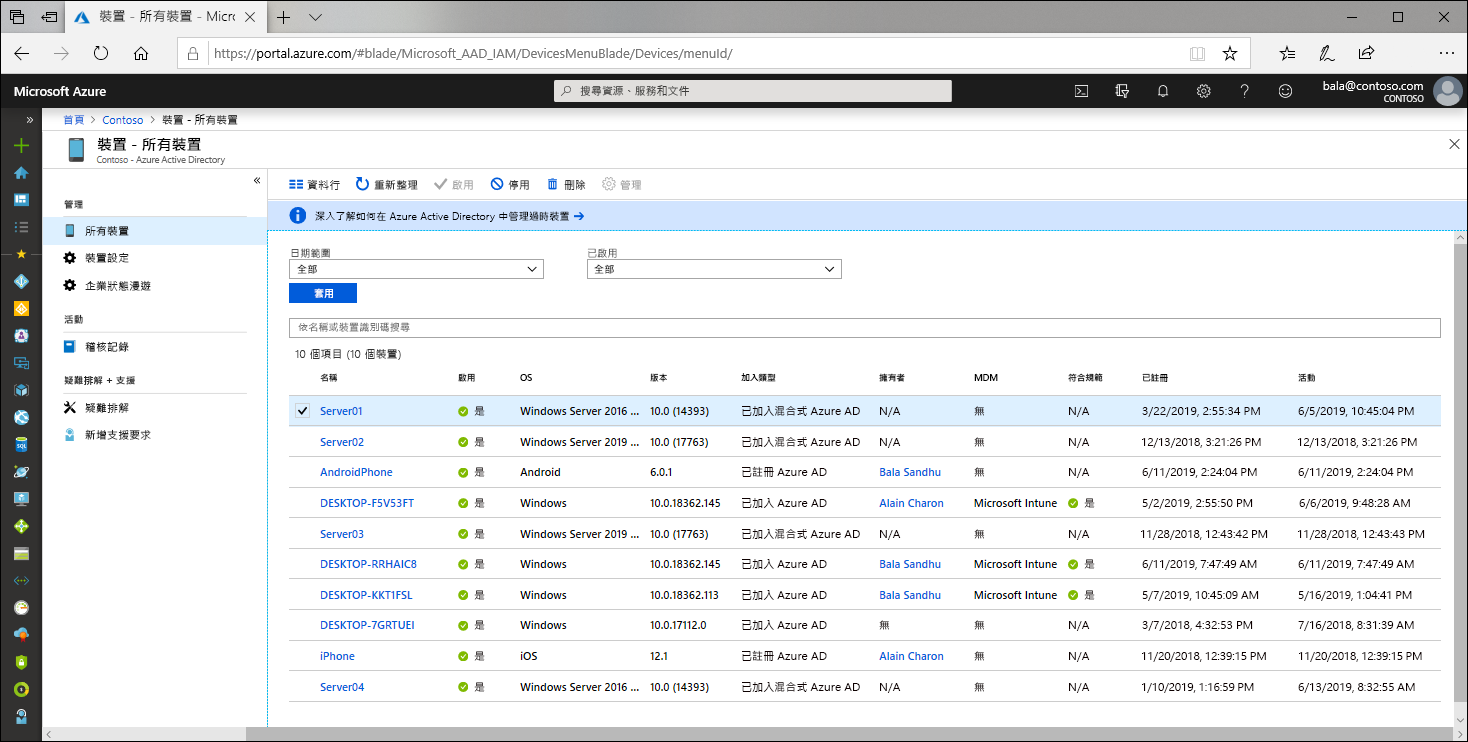 裝置 - 所有裝置 - Micro
https://portal.azure.com/#blade/Microsoft_AAD_IAM/DevicesMenuBlade/Devices/menuId/
Microsoft Azure
搜尋資源、服務和文件
bala@contoso.com
CONTOSO
首頁 > Contoso > 裝置 - 所有裝置
裝置 - 所有裝置
Contoso - Azure Active Directory
管理
所有裝置
裝置設定
企業狀態漫遊
活動
稽核記錄
疑難排解 + 支援
疑難排解
新增支援要求
資料行 重新整理 啟用 停用 刪除 管理
深入了解如何在 Azure Active Directory 中管理過時裝置 →
日期範圍 已啟用
全部 全部
套用
依名稱或裝置識別碼搜尋
10 個項目 (10 個裝置)
名稱 啟用 OS 版本 加入類型 擁有者 MDM 符合規範 已註冊 活動
Server01 是 Windows Server 2016 ... 10.0 (14393) 已加入混合式 Azure AD N/A 無 N/A 3/22/2019, 2:55:34 PM 6/5/2019, 10:45:04 PM
Server02 是 Windows Server 2019 ... 10.0 (17763) 已加入混合式 Azure AD N/A 無 N/A 12/13/2018, 3:21:26 PM 12/13/2018, 3:21:26 PM
AndroidPhone 是 Android 6.0.1 已註冊 Azure AD Bala Sandhu 無 N/A 6/11/2019, 2:24:04 PM 6/11/2019, 2:24:04 PM
DESKTOP-F5V53FT 是 Windows 10.0.18362.145 已加入 Azure AD Alain Charon Microsoft Intune 是 5/2/2019, 2:55:50 PM 6/6/2019, 9:48:28 AM
Server03 是 Windows Server 2019 ... 10.0 (17763) 已加入混合式 Azure AD N/A 無 N/A 11/28/2018, 12:43:42 PM 11/28/2018, 12:43:43 PM
DESKTOP-RRHAIC8 是 Windows 10.0.18362.145 已加入 Azure AD Bala Sandhu Microsoft Intune 是 6/11/2019, 7:47:49 AM 6/11/2019, 7:47:49 AM
DESKTOP-KKT1FSL 是 Windows 10.0.18362.113 已加入 Azure AD Bala Sandhu Microsoft Intune 是 5/7/2019, 10:45:09 AM 5/16/2019, 1:04:41 PM
DESKTOP-7GRTUEI 是 Windows 10.0.17112.0 已加入 Azure AD 無 無 N/A 3/7/2018, 4:32:53 PM 7/16/2018, 8:31:39 AM
iPhone 是 iOS 12.1 已註冊 Azure AD Alain Charon 無 N/A 11/20/2018, 12:39:15 PM 11/20/2018, 12:39:15 PM
Server04 是 Windows Server 2016 ... 10.0 (14393) 已加入混合式 Azure AD N/A 無 N/A 1/10/2019, 1:16:59 PM 6/13/2019, 8:32:55 AM